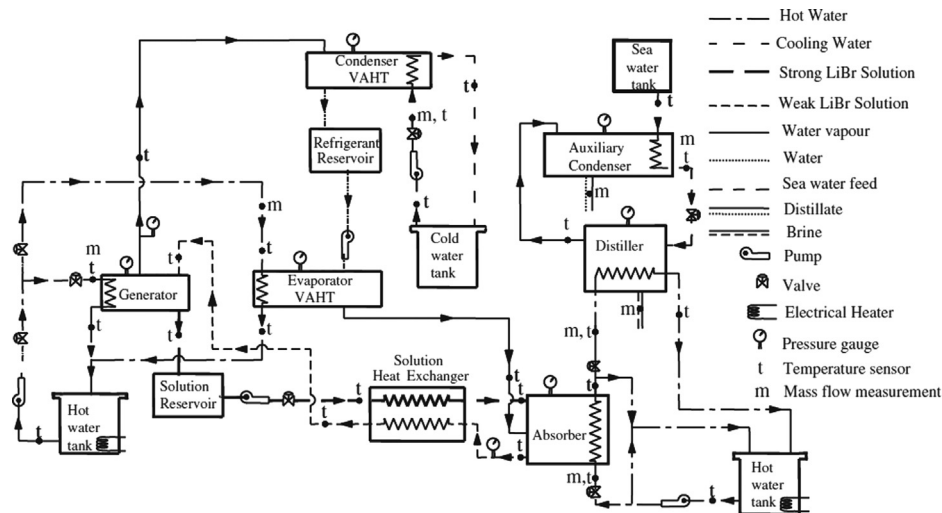 Condenser
VAHT
t
m, t
Refrigerant
Reservoir
t
t
m
t
Cold
water
tank
m
t
t
Generator
Evaporator
VAHT
t
t
t
t
Solution
Reservoir
Hot
water
tank
t
Solution
Heat Exchanger
t
t
t
t
t
t
Absorber
t
m,t
Sea
water
tank
t
Auxiliary
Condenser
m
t
m
t
Distiller
m
m, t
t
t
Hot
water
tank
t
Hot Water
Cooling Water
Strong LiBr Solution
Weak LiBr Solution
Water vapour
Water
Sea water feed
Distillate
Brine
Pump
Valve
Electrical Heater
Pressure gauge
t Temperature sensor
m Mass flow measurement